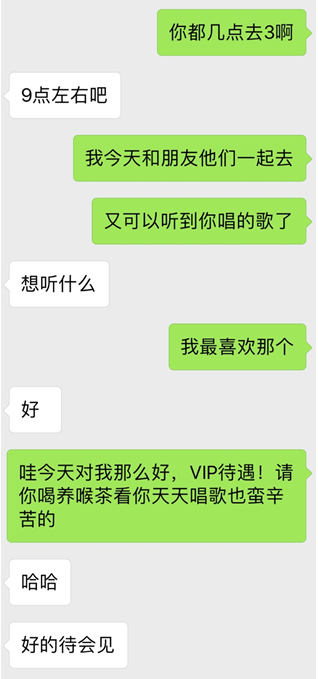 你都几点去3啊
9点左右吧
我今天和朋友他们一起去
又可以听到你唱的歌了
想听什么
我最喜欢那个
好
哇今天对我那么好，VIP待遇！请
你喝养喉茶看你天天唱歌也蛮辛
苦的
哈哈
好的待会见